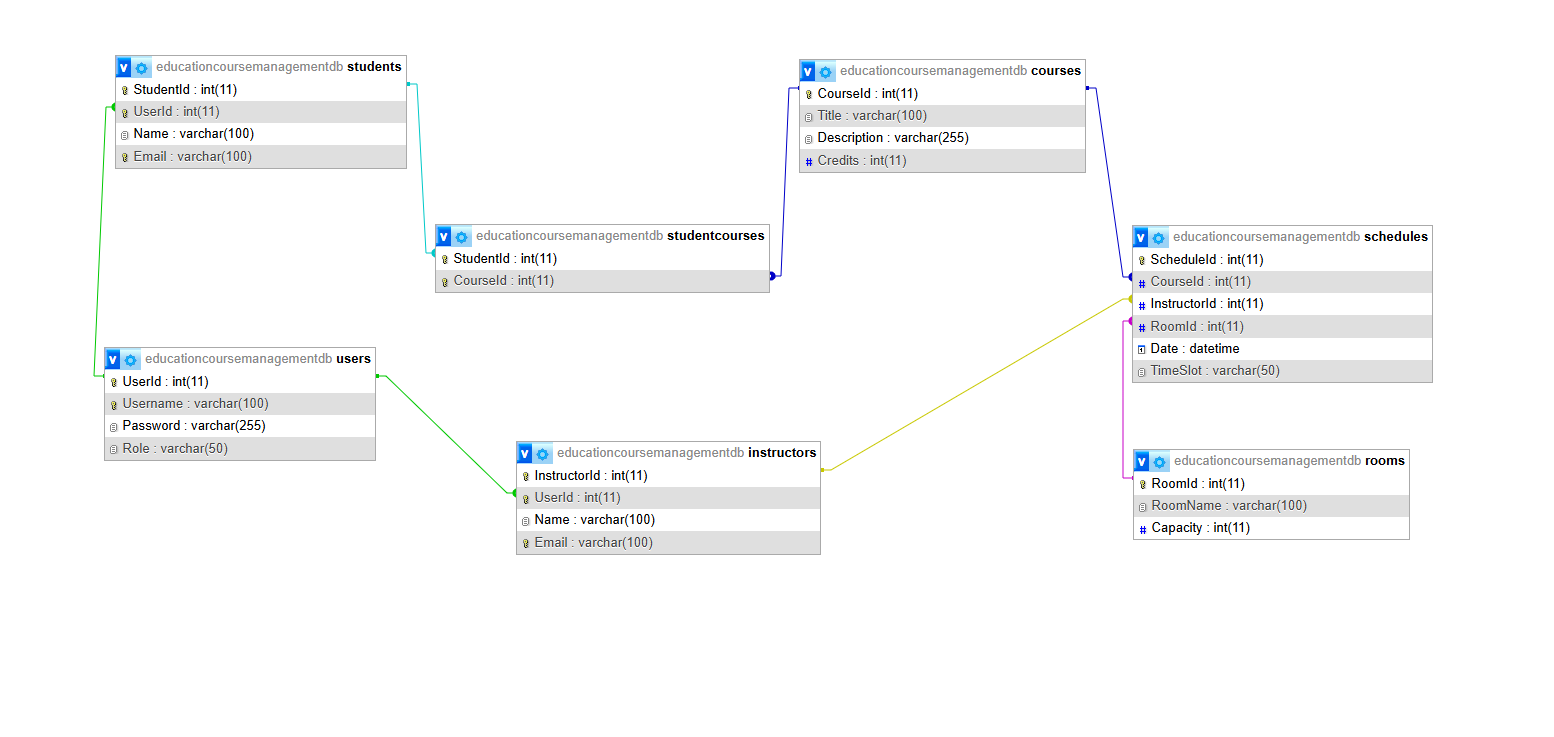 educationcoursemanagementdb students
StudentId : int(11)
UserId : int(11)
Name : varchar(100)
Email : varchar(100)
educationcoursemanagementdb courses
CourseId : int(11)
Title : varchar(100)
Description : varchar(255)
Credits : int(11)
educationcoursemanagementdb studentcourses
StudentId : int(11)
CourseId : int(11)
educationcoursemanagementdb schedules
ScheduleId : int(11)
CourseId : int(11)
InstructorId : int(11)
RoomId : int(11)
Date : datetime
TimeSlot : varchar(50)
educationcoursemanagementdb users
UserId : int(11)
Username : varchar(100)
Password : varchar(255)
Role : varchar(50)
educationcoursemanagementdb instructors
InstructorId : int(11)
UserId : int(11)
Name : varchar(100)
Email : varchar(100)
educationcoursemanagementdb rooms
RoomId : int(11)
RoomName : varchar(100)
Capacity : int(11)